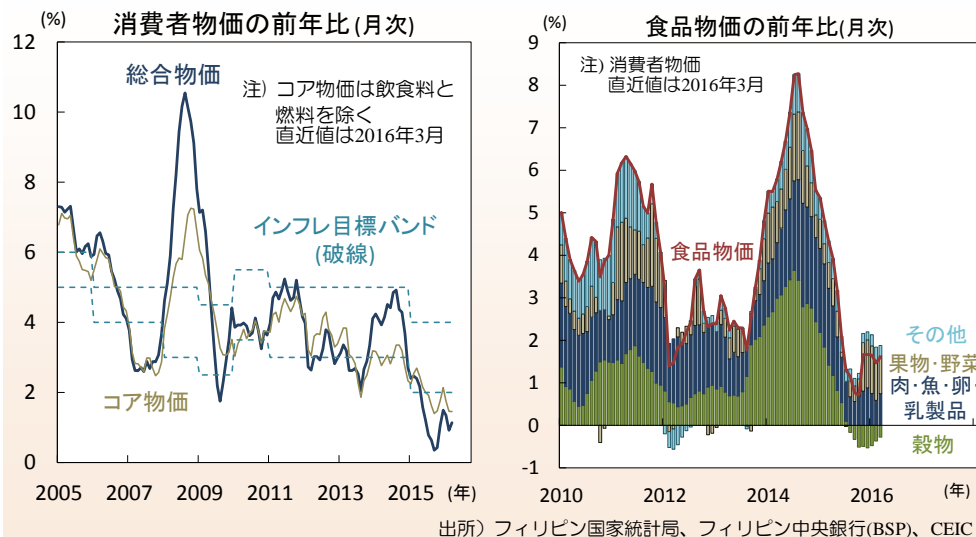 消費者物価の前年比(月次)
(%)
12
10
8
6
4
2
0
総合物価
注) コア物価は飲食料と
燃料を除く
直近値は2016年3月
インフレ目標バンド
(破線)
コア物価
2005
2007
2009
2011
2013
2015
(年)
食品物価の前年比(月次)
(%)
9
8
7
6
5
4
3
2
1
0
-1
注) 消費者物価
直近値は2016年3月
食品物価
その他
果物・野菜
肉・魚・卵・
乳製品
穀物
2010
2012
2014
2016
(年)
出所）フィリピン国家統計局、フィリピン中央銀行(BSP)、CEIC